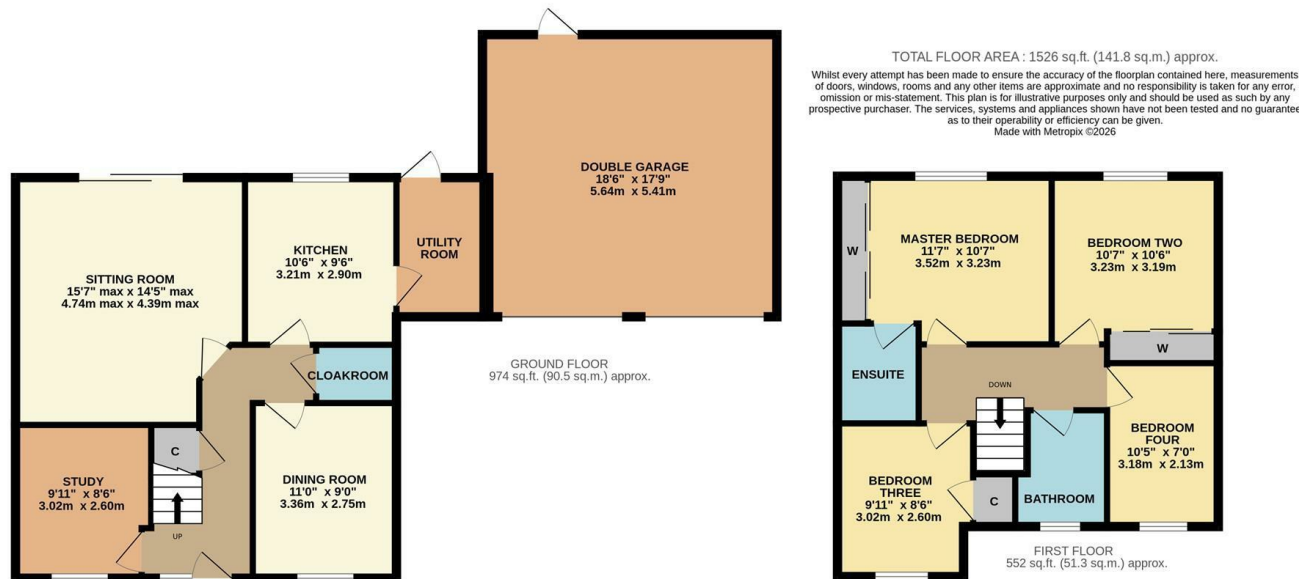 TOTAL FLOOR AREA : 1526 sq.ft. (141.8 sq.m.) approx.
Whilst every attempt has been made to ensure the accuracy of the floorplan contained here, measurements
of doors, windows, rooms and any other items are approximate and no responsibility is taken for any error,
omission or mis-statement. This plan is for illustrative purposes only and should be used as such by any
prospective purchaser. The services, systems and appliances shown have not been tested and no guarantee
as to their operability or efficiency can be given.
Made with Metropix ©2026
DOUBLE GARAGE
18'6" x 17'9"
5.64m x 5.41m
KITCHEN
10'6" x 9'6"
3.21m x 2.90m
UTILITY
ROOM
SITTING ROOM
15'7" max x 14'5" max
4.74m max x 4.39m max
CLOAKROOM
C
STUDY
9'11" x 8'6"
3.02m x 2.60m
DINING ROOM
11'0" x 9'0"
3.36m x 2.75m
UP
GROUND FLOOR
974 sq.ft. (90.5 sq.m.) approx.
W
MASTER BEDROOM
11'7" x 10'7"
3.52m x 3.23m
BEDROOM TWO
10'7" x 10'6"
3.23m x 3.19m
W
ENSUITE
DOWN
BEDROOM
FOUR
10'5" x 7'0"
3.18m x 2.13m
BEDROOM
THREE
9'11" x 8'6"
3.02m x 2.60m
C
BATHROOM
FIRST FLOOR
552 sq.ft. (51.3 sq.m.) approx.